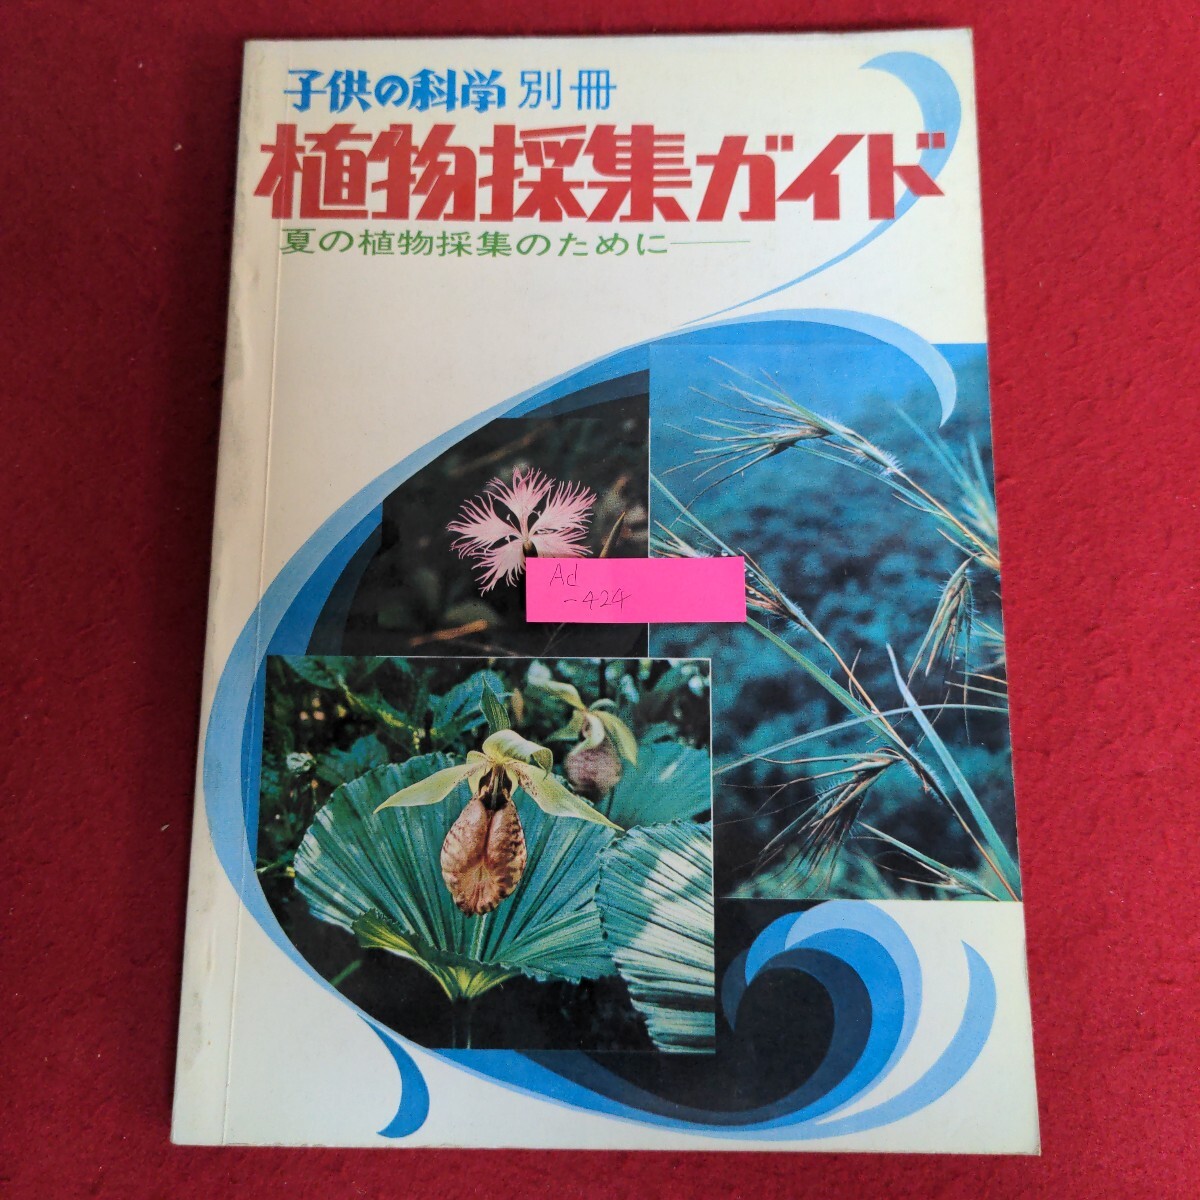 子供の科学 別冊
植物採集ガイド
夏の植物採集のために――
Ad
-424